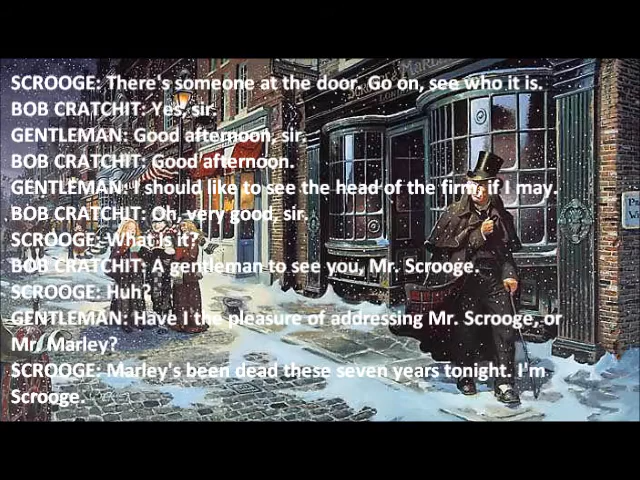 SCROOGE: There's someone at the door. Go on, see who it is.
BOB CRATCHIT: Yes, sir.
GENTLEMAN: Good afternoon, sir.
BOB CRATCHIT: Good afternoon.
GENTLEMAN: I should like to see the head of the firm, if I may.
BOB CRATCHIT: Oh, very good, sir.
SCROOGE: What is it?
BOB CRATCHIT: A gentleman to see you, Mr. Scrooge.
SCROOGE: Huh?
GENTLEMAN: Have I the pleasure of addressing Mr. Scrooge, or
Mr. Marley?
SCROOGE: Marley's been dead these seven years tonight. I'm
Scrooge.